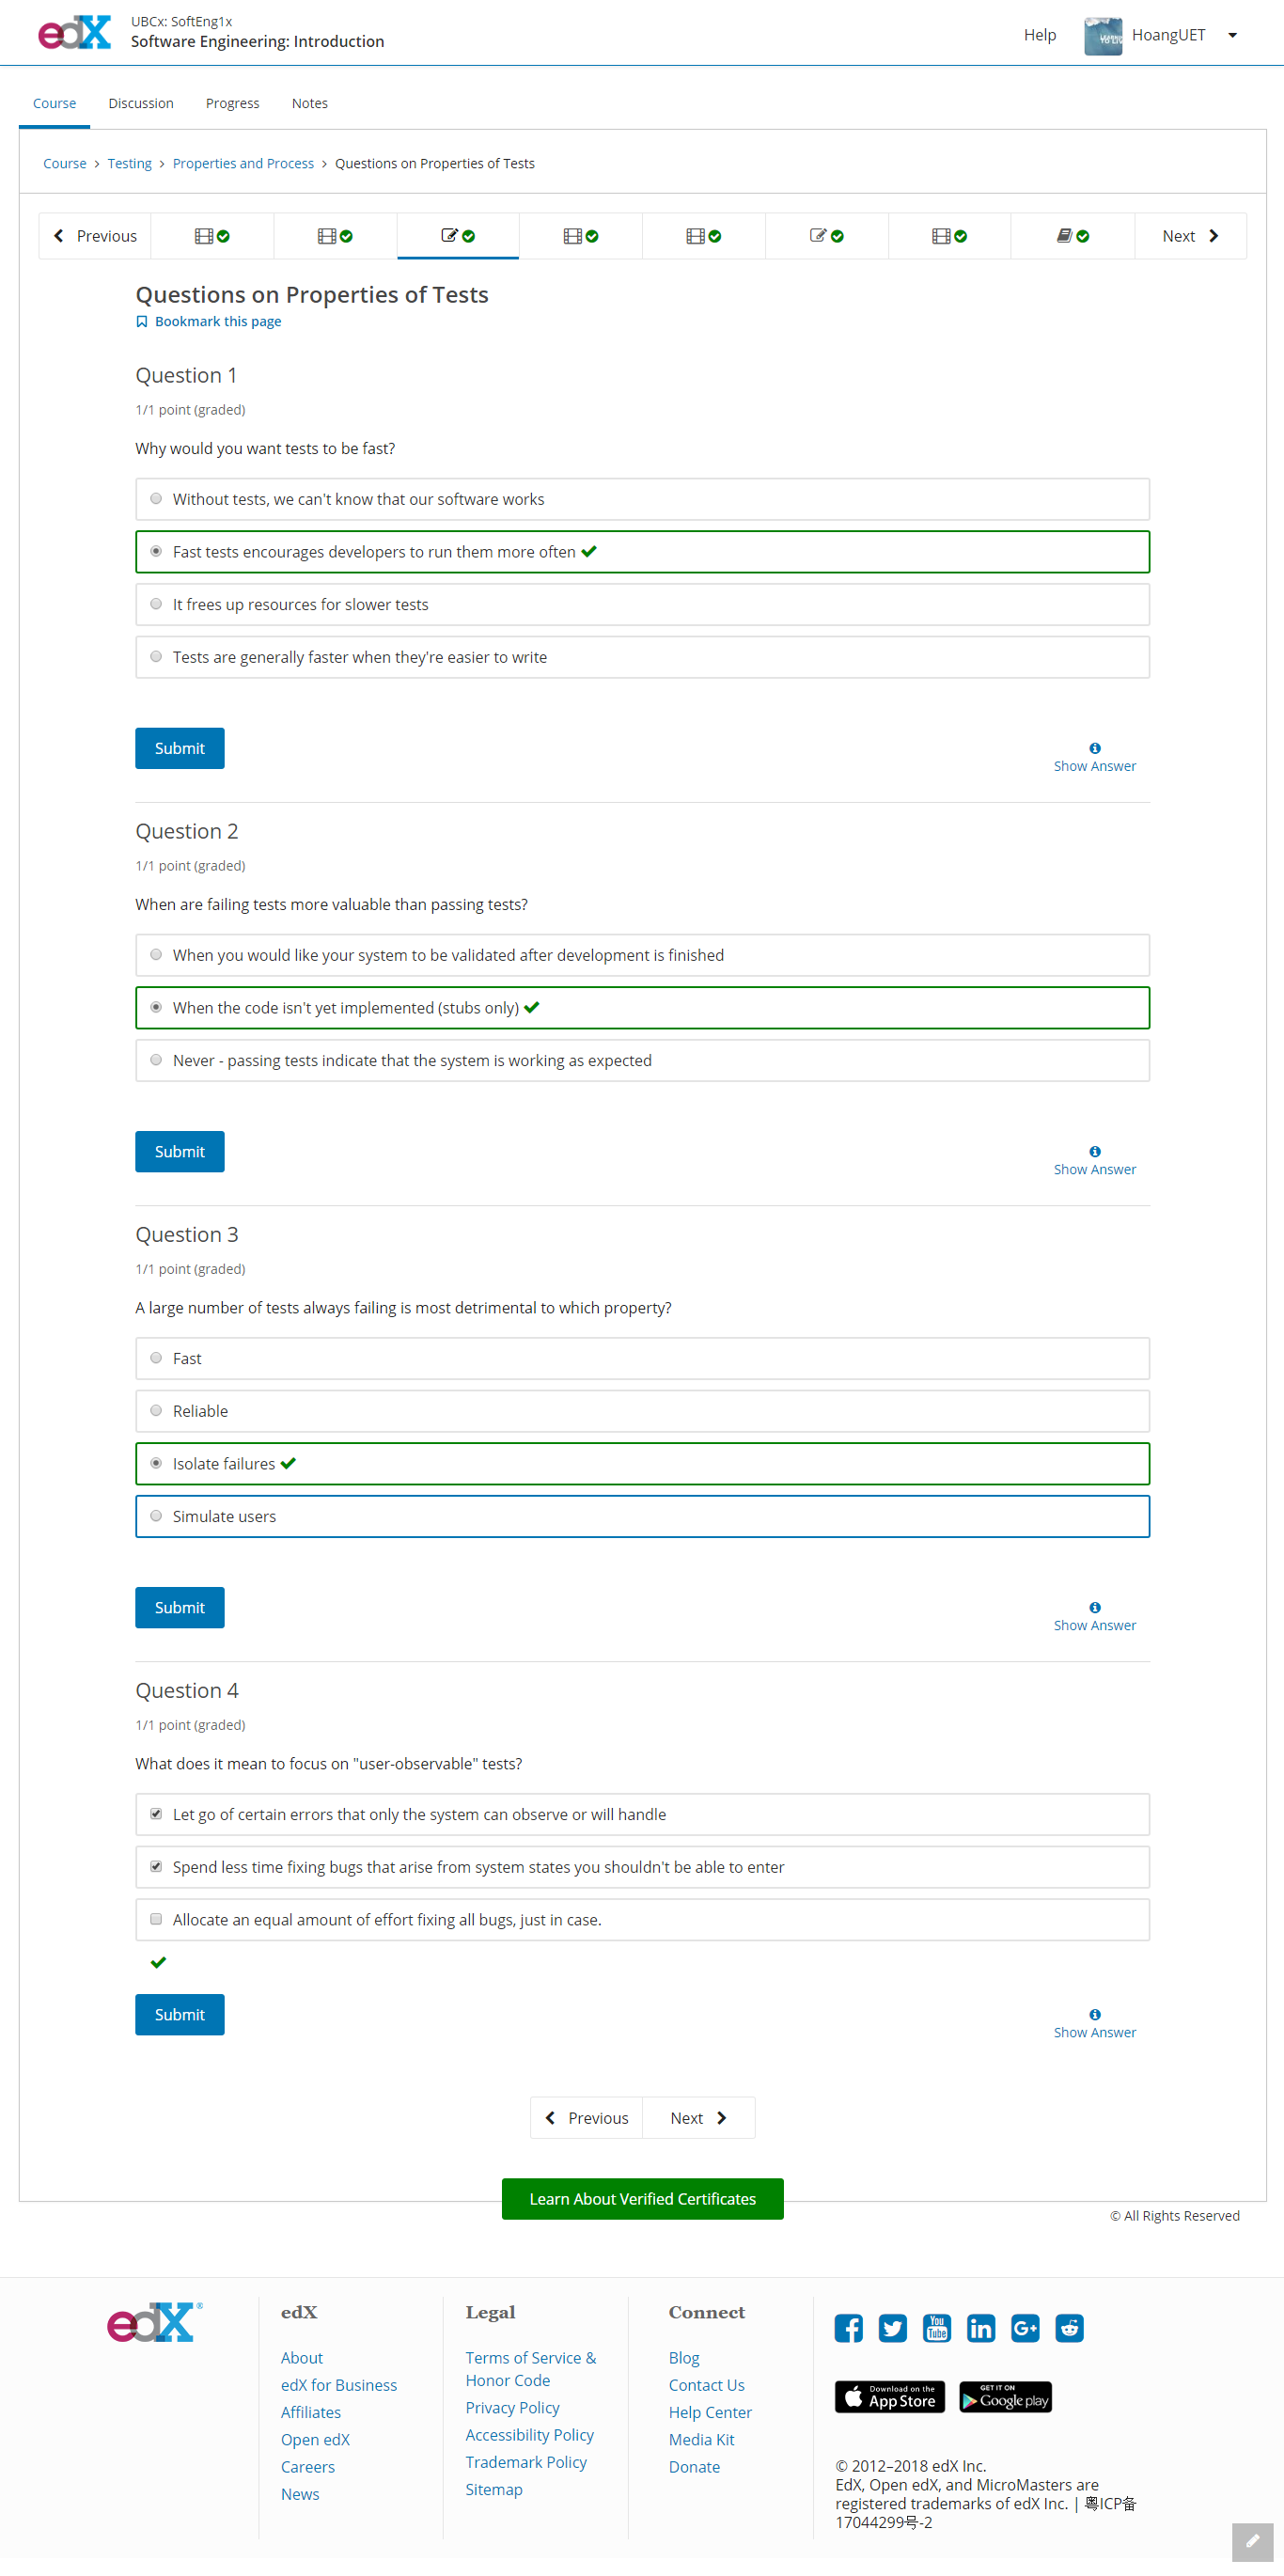 edX
UBCx: SoftEng1x
Software Engineering: Introduction
Help
HoangUET
Course
Discussion
Progress
Notes
Course > Testing > Properties and Process > Questions on Properties of Tests
Previous
Next
Questions on Properties of Tests
Bookmark this page
Question 1
1/1 point (graded)
Why would you want tests to be fast?
Without tests, we can't know that our software works
Fast tests encourages developers to run them more often
It frees up resources for slower tests
Tests are generally faster when they're easier to write
Submit
Show Answer
Question 2
1/1 point (graded)
When are failing tests more valuable than passing tests?
When you would like your system to be validated after development is finished
When the code isn't yet implemented (stubs only)
Never - passing tests indicate that the system is working as expected
Submit
Show Answer
Question 3
1/1 point (graded)
A large number of tests always failing is most detrimental to which property?
Fast
Reliable
Isolate failures
Simulate users
Submit
Show Answer
Question 4
1/1 point (graded)
What does it mean to focus on "user-observable" tests?
Let go of certain errors that only the system can observe or will handle
Spend less time fixing bugs that arise from system states you shouldn't be able to enter
Allocate an equal amount of effort fixing all bugs, just in case.
Submit
Show Answer
Previous
Next
Learn About Verified Certificates
© All Rights Reserved
edX®
edX
About
edX for Business
Affiliates
Open edX
Careers
News
Legal
Terms of Service &
Honor Code
Privacy Policy
Accessibility Policy
Trademark Policy
Sitemap
Connect
Blog
Contact Us
Help Center
Media Kit
Donate
You
Tube
in
G+
Download on the
App Store
GET IT ON
Google play
© 2012–2018 edX Inc.
EdX, Open edX, and MicroMasters are
registered trademarks of edX Inc. | 粤ICP备
17044299号-2